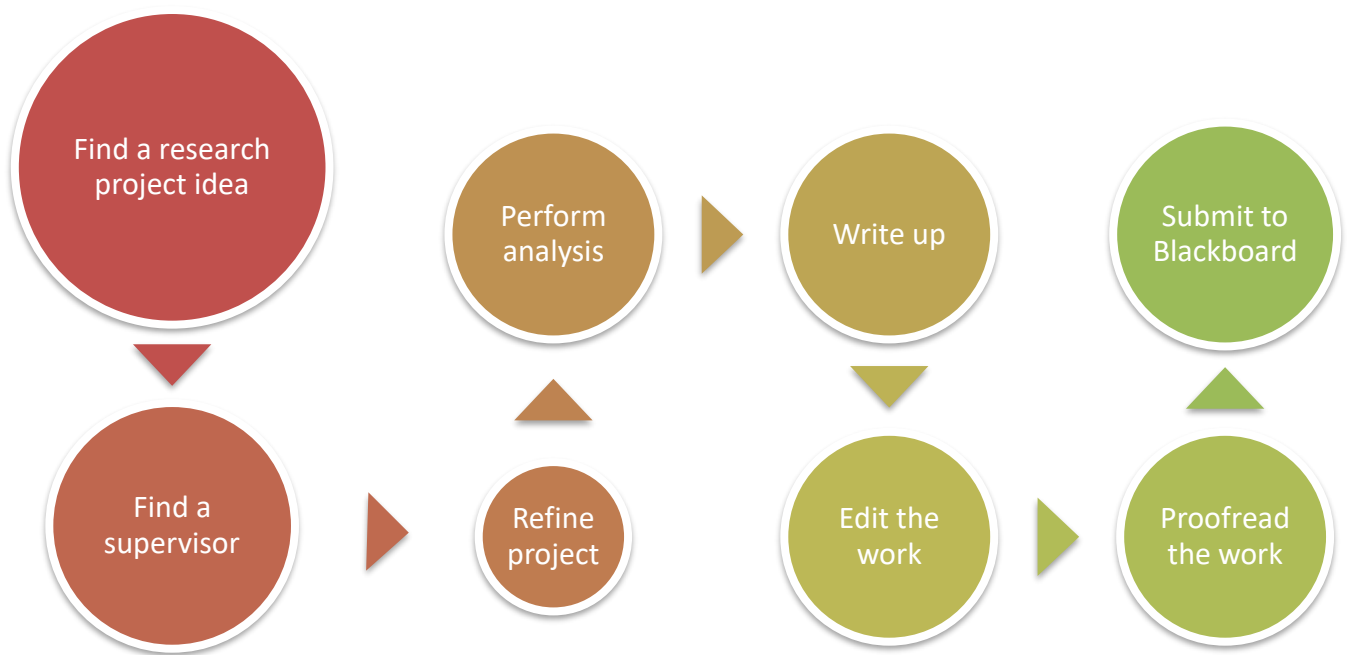 Find a research
project idea
Find a
supervisor
Refine
project
Perform
analysis
Write up
Edit the
work
Proofread
the work
Submit to
Blackboard